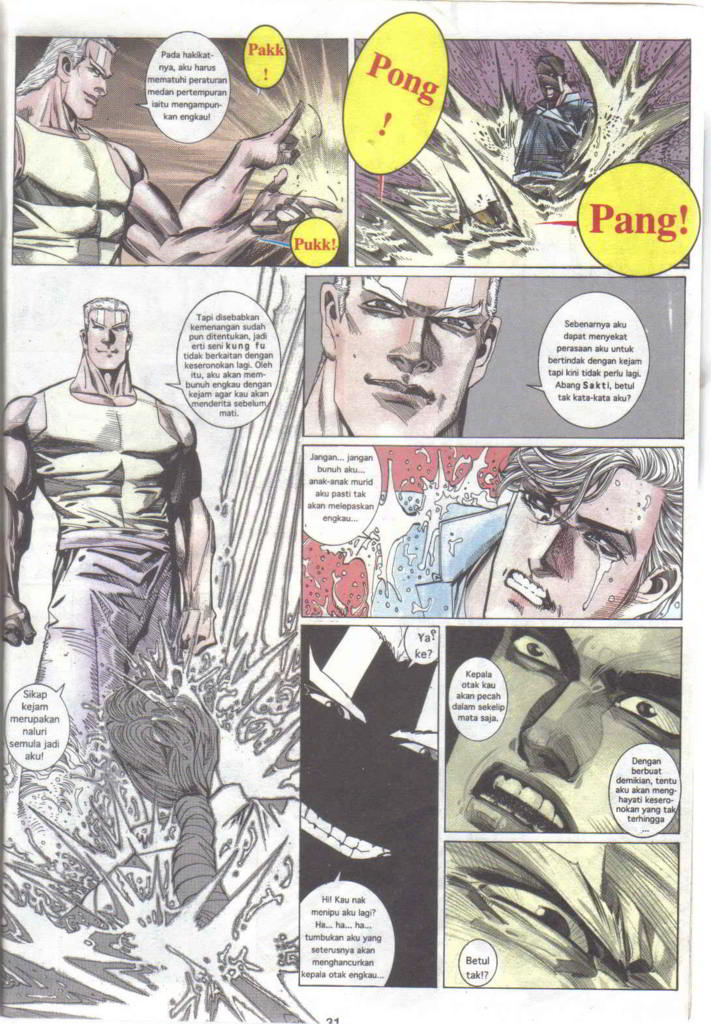 Pada hakikat-
nya, aku harus
mematuhi peraturan
medan pertempuran
iaitu mengampun-
kan engkau!
Pakk
!
Pukk!
Pong
!
Pang!
Tapi disebabkan
kemenangan sudah
pun ditentukan, jadi
erti seni kung fu
tidak berkaitan dengan
keseronokan lagi. Oleh
itu, aku akan mem-
bunuh engkau dengan
kejam agar kau akan
menderita sebelum
mati.
Sikap
kejam
merupakan
naluri
semula jadi
aku!
Sebenarnya aku
dapat menyekat
perasaan aku untuk
bertindak dengan kejam
tapi kini tidak perlu lagi.
Abang Sakti, betul
tak kata-kata aku?
Jangan... jangan
bunuh aku...
anak-anak murid
aku pasti tak
akan melepaskan
engkau...
Ya?
ke?
Hi! Kau nak
menipu aku lagi?
Ha... ha... ha...
tumbukan aku yang
seterusnya akan
menghancurkan
kepala otak engkau...
Kepala
otak kau
akan pecah
dalam sekelip
mata saja.
Dengan
berbuat
demikian, tentu
aku akan meng-
hayati kesero-
nokan yang tak
terhingga
...
Betul
tak!?
31